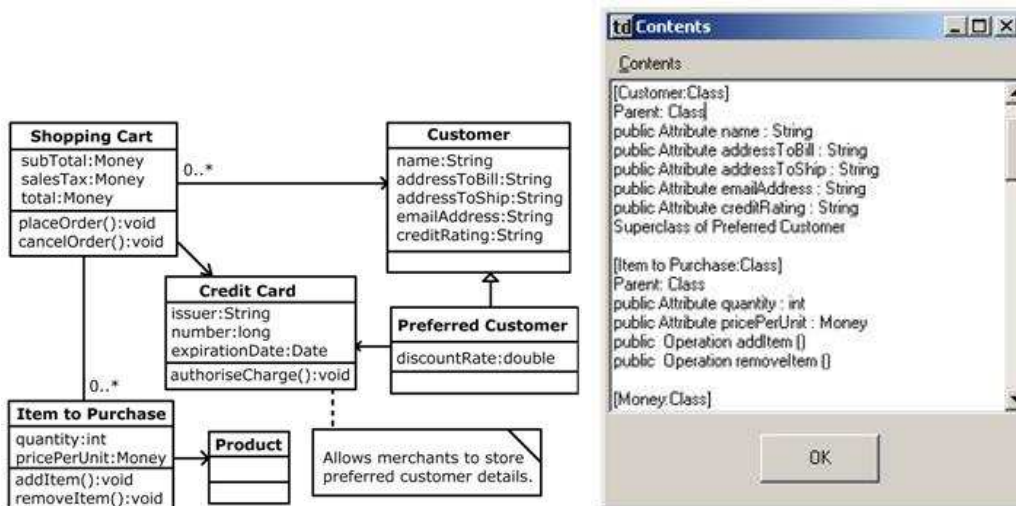 Shopping Cart
subTotal:Money
salesTax:Money
total:Money
placeOrder():void
cancelOrder():void
0..*
Customer
name:String
addressToBill:String
addressToShip:String
emailAddress:String
creditRating:String
Credit Card
issuer:String
number:long
expirationDate:Date
authoriseCharge():void
Preferred Customer
discountRate:double
0..*
Item to Purchase
quantity:int
pricePerUnit:Money
addItem():void
removeItem():void
Product
Allows merchants to store
preferred customer details.
td Contents
Contents
[Customer:Class]
Parent: Class
public Attribute name : String
public Attribute addressToBill : String
public Attribute addressToShip : String
public Attribute emailAddress : String
public Attribute creditRating : String
Superclass of Preferred Customer
[Item to Purchase:Class]
Parent: Class
public Attribute quantity : int
public Attribute pricePerUnit : Money
public Operation addItem ()
public Operation removeItem ()
[Money:Class]
OK